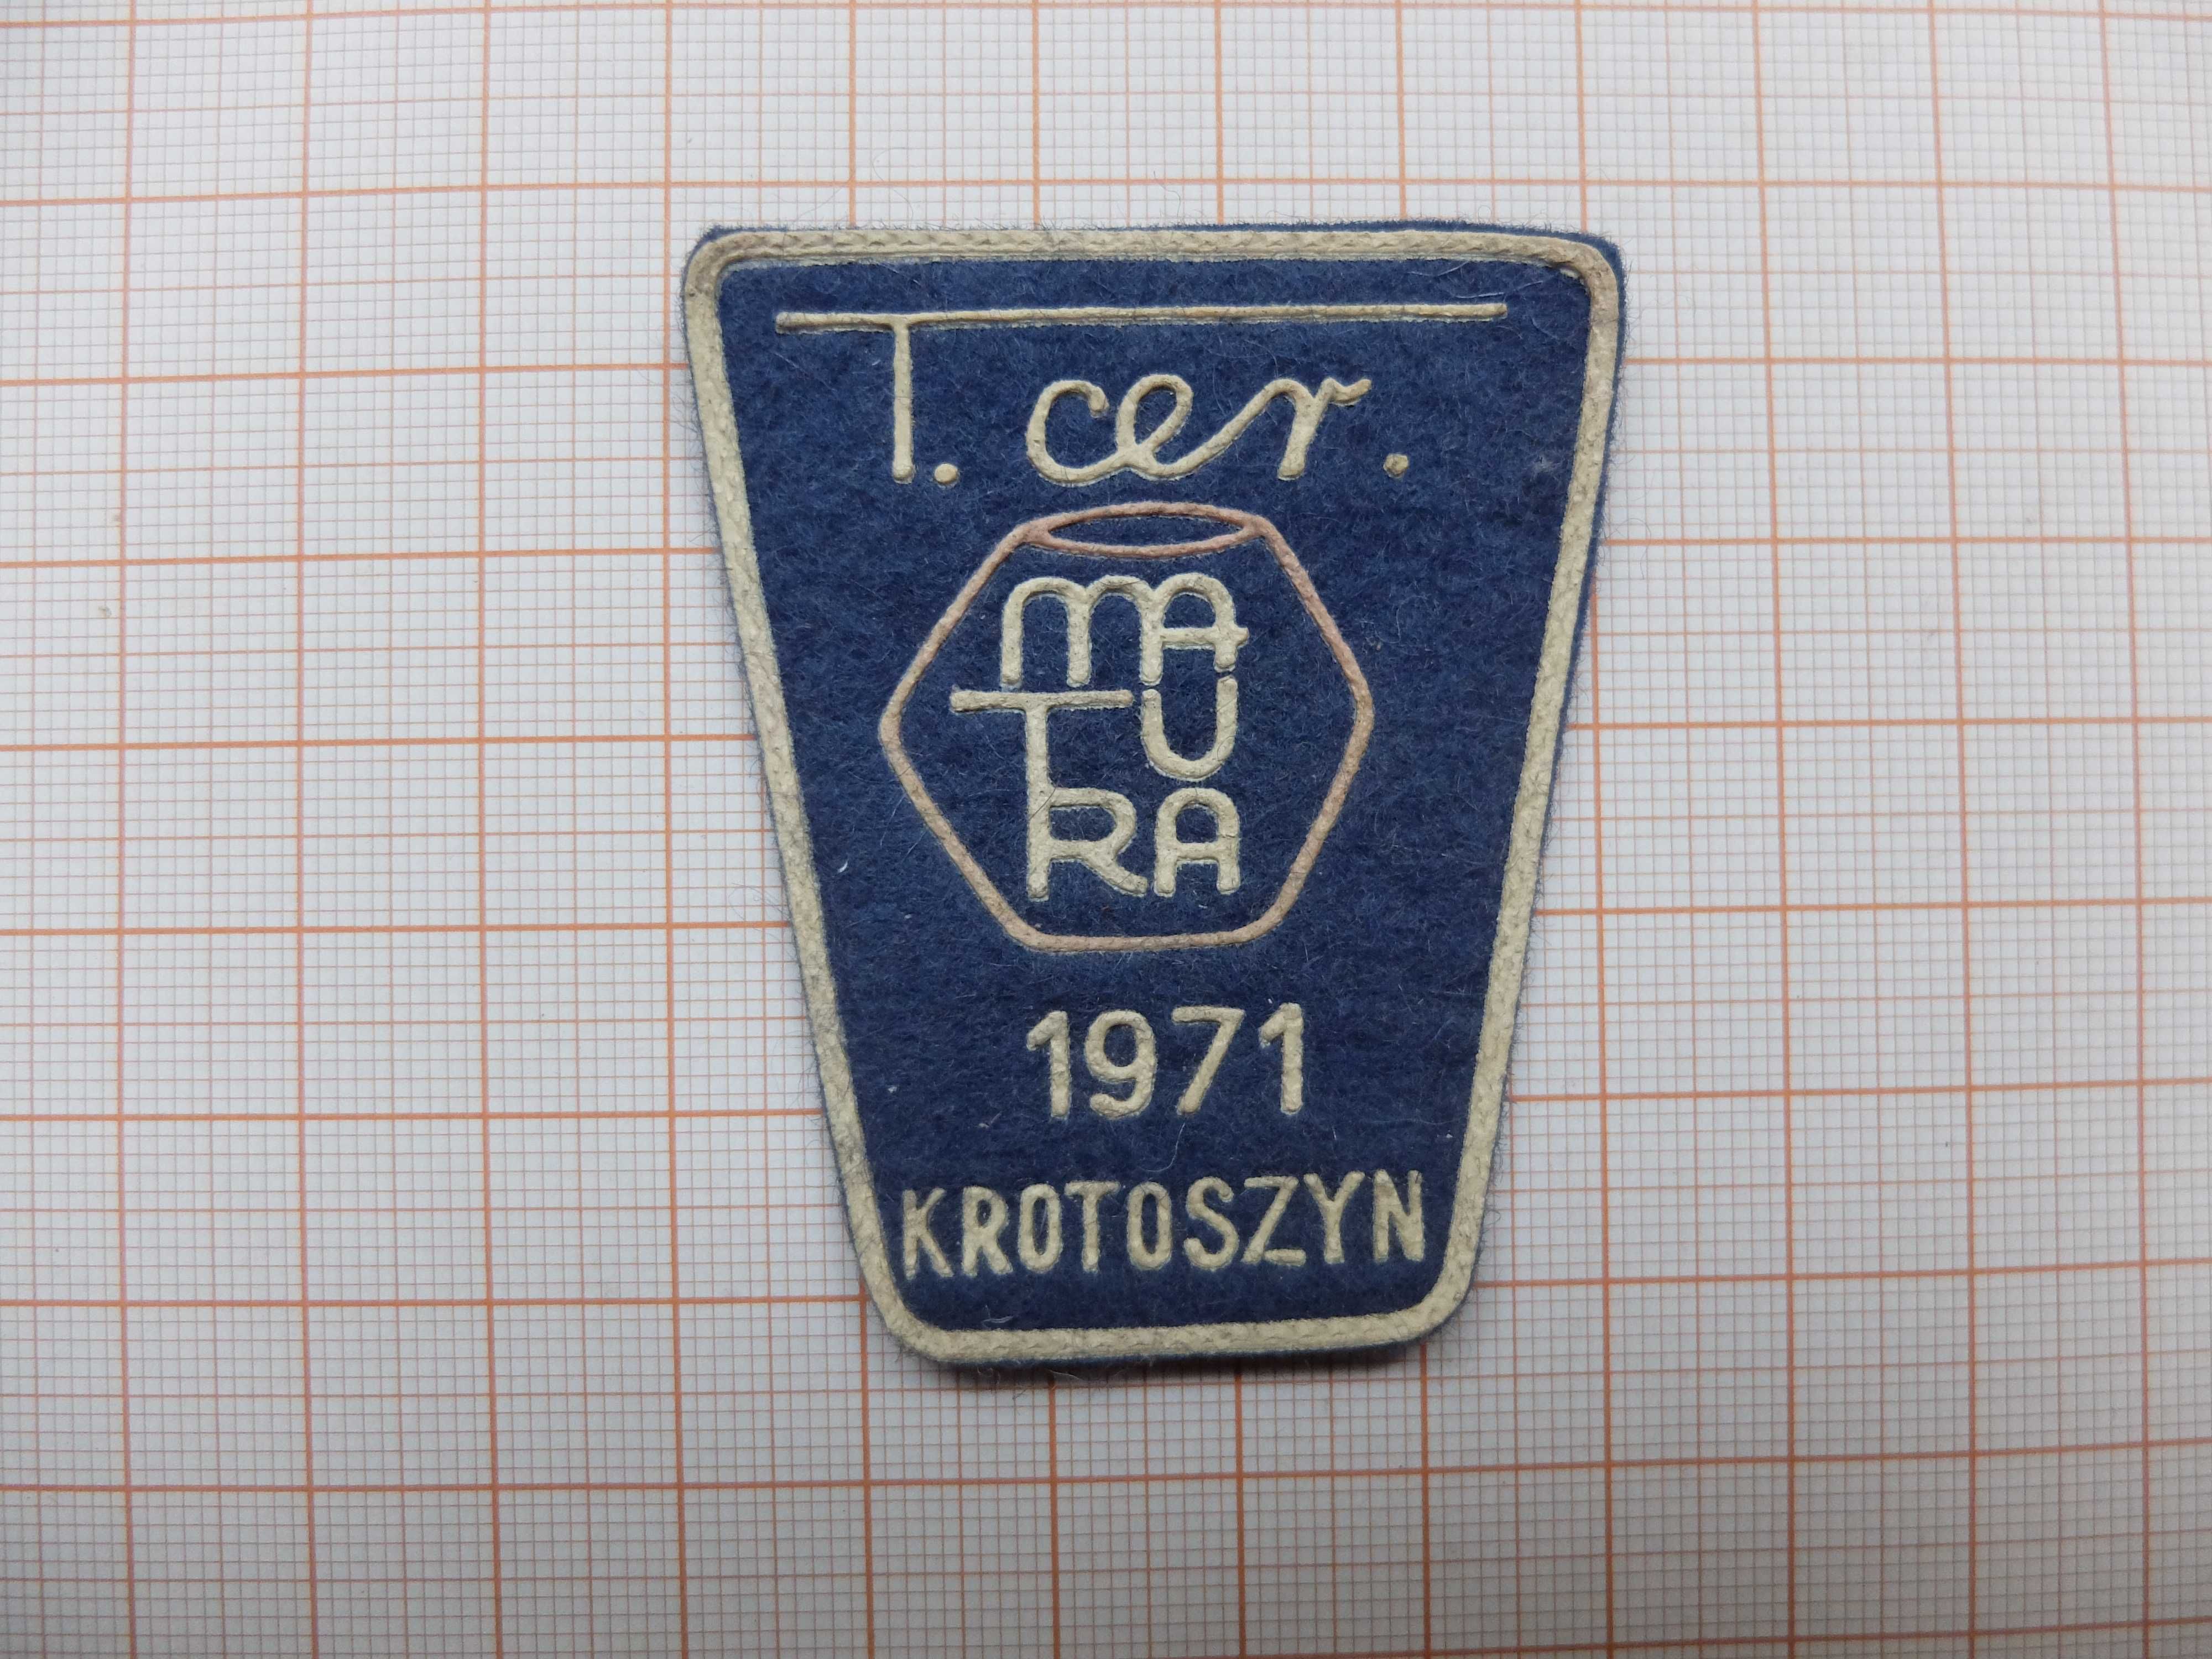 T. cer.
MA
TU
RA
1971
KROTOSZYN